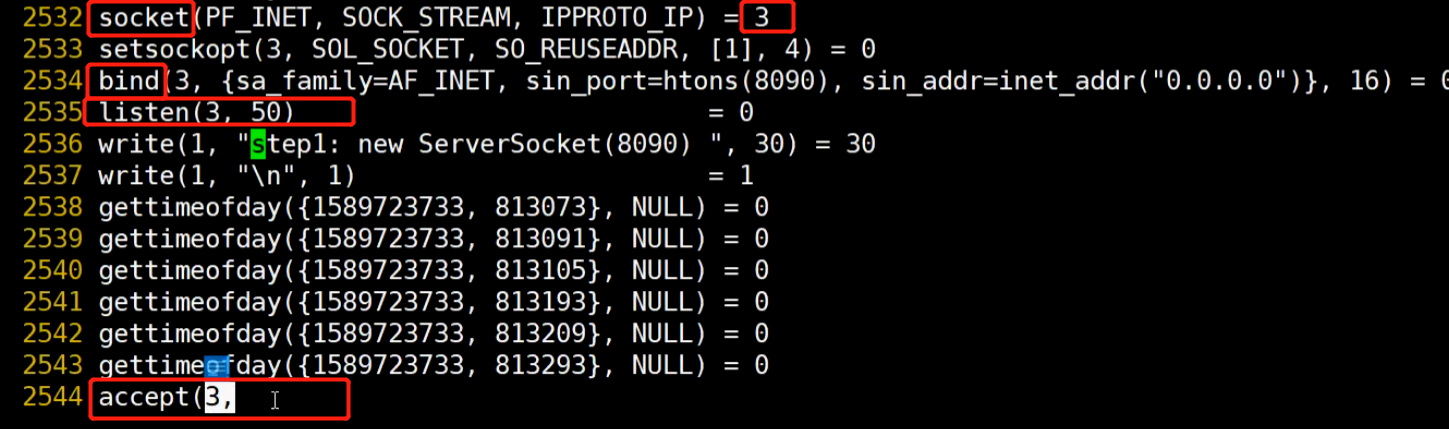 2532 socket(PF_INET, SOCK_STREAM, IPPROTO_IP) = 3
2533 setsockopt(3, SOL_SOCKET, SO_REUSEADDR, [1], 4) = 0
2534 bind(3, {sa_family=AF_INET, sin_port=htons(8090), sin_addr=inet_addr("0.0.0.0")}, 16) = 0
2535 listen(3, 50) = 0
2536 write(1, "step1: new ServerSocket(8090) ", 30) = 30
2537 write(1, "\n", 1) = 1
2538 gettimeofday({1589723733, 813073}, NULL) = 0
2539 gettimeofday({1589723733, 813091}, NULL) = 0
2540 gettimeofday({1589723733, 813105}, NULL) = 0
2541 gettimeofday({1589723733, 813193}, NULL) = 0
2542 gettimeofday({1589723733, 813209}, NULL) = 0
2543 gettimeofday({1589723733, 813293}, NULL) = 0
2544 accept(3,